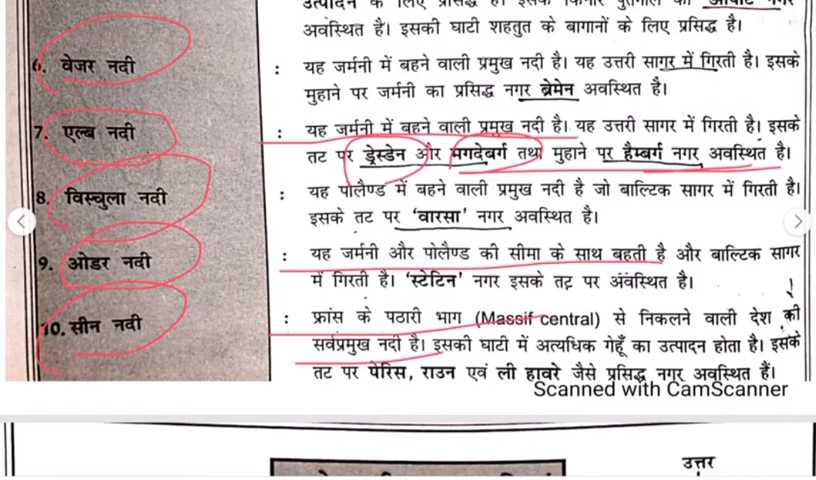 उत्पादन के लिए प्रसिद्ध है। इसके किनारे पुर्तगाल का
अवस्थित है। इसकी घाटी शहतुत के बागानों के लिए प्रसिद्ध है।
6. वेजर नदी : यह जर्मनी में बहने वाली प्रमुख नदी है। यह उत्तरी सागर में गिरती है। इसके
मुहाने पर जर्मनी का प्रसिद्ध नगर ब्रेमेन अवस्थित है।
7. एल्ब नदी : यह जर्मनी में बहने वाली प्रमुख नदी है। यह उत्तरी सागर में गिरती है। इसके
तट पर ड्रेस्डेन और मगदेबर्ग तथा मुहाने पर हैम्बर्ग नगर अवस्थित है।
8. विस्चुला नदी : यह पोलैण्ड में बहने वाली प्रमुख नदी है जो बाल्टिक सागर में गिरती है।
इसके तट पर ‘वारसा’ नगर अवस्थित है।
9. ओडर नदी : यह जर्मनी और पोलैण्ड की सीमा के साथ बहती है और बाल्टिक सागर
में गिरती है। ‘स्टेटिन’ नगर इसके तट पर अवस्थित है।
10. सीन नदी : फ्रांस के पठारी भाग (Massif central) से निकलने वाली देश की
सर्वप्रमुख नदी है। इसकी घाटी में अत्यधिक गेहूँ का उत्पादन होता है। इसके
तट पर पेरिस, राउन एवं ली हावरे जैसे प्रसिद्ध नगर अवस्थित हैं।
Scanned with CamScanner
उत्तर